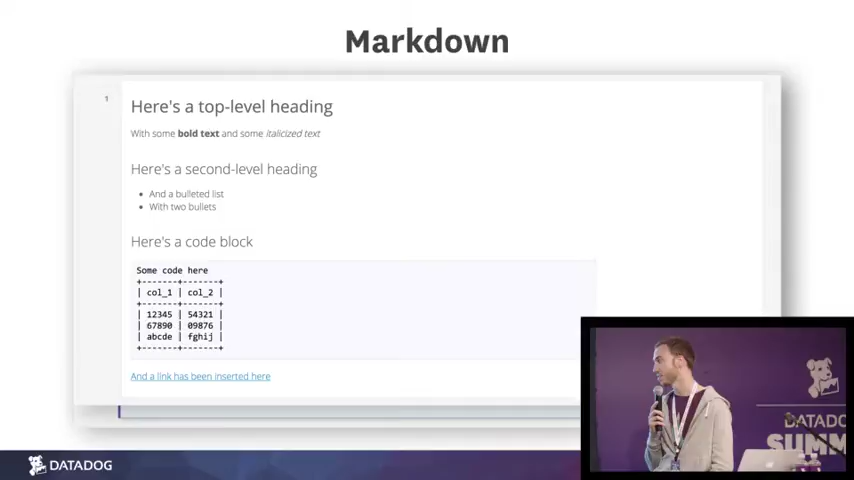 Markdown
1
Here's a top-level heading
With some bold text and some italicized text
Here's a second-level heading
And a bulleted list
With two bullets
Here's a code block
Some code here
+-------+-------+
| col_1 | col_2 |
+-------+-------+
| 12345 | 54321 |
| 67890 | 09876 |
| abcde | fghij |
+-------+-------+
And a link has been inserted here
DATADOG